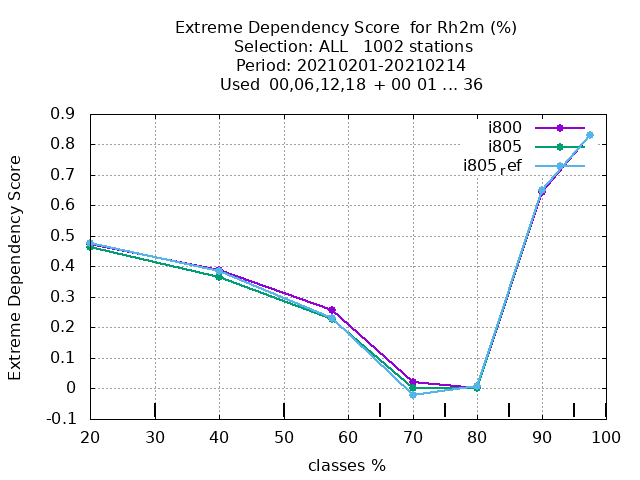 Extreme Dependency Score for Rh2m (%)
Selection: ALL 1002 stations
Period: 20210201-20210214
Used 00,06,12,18 + 00 01 ... 36
i800
i805
i805ref
Extreme Dependency Score
0.9
0.8
0.7
0.6
0.5
0.4
0.3
0.2
0.1
0
-0.1
20 30 40 50 60 70 80 90 100
classes %